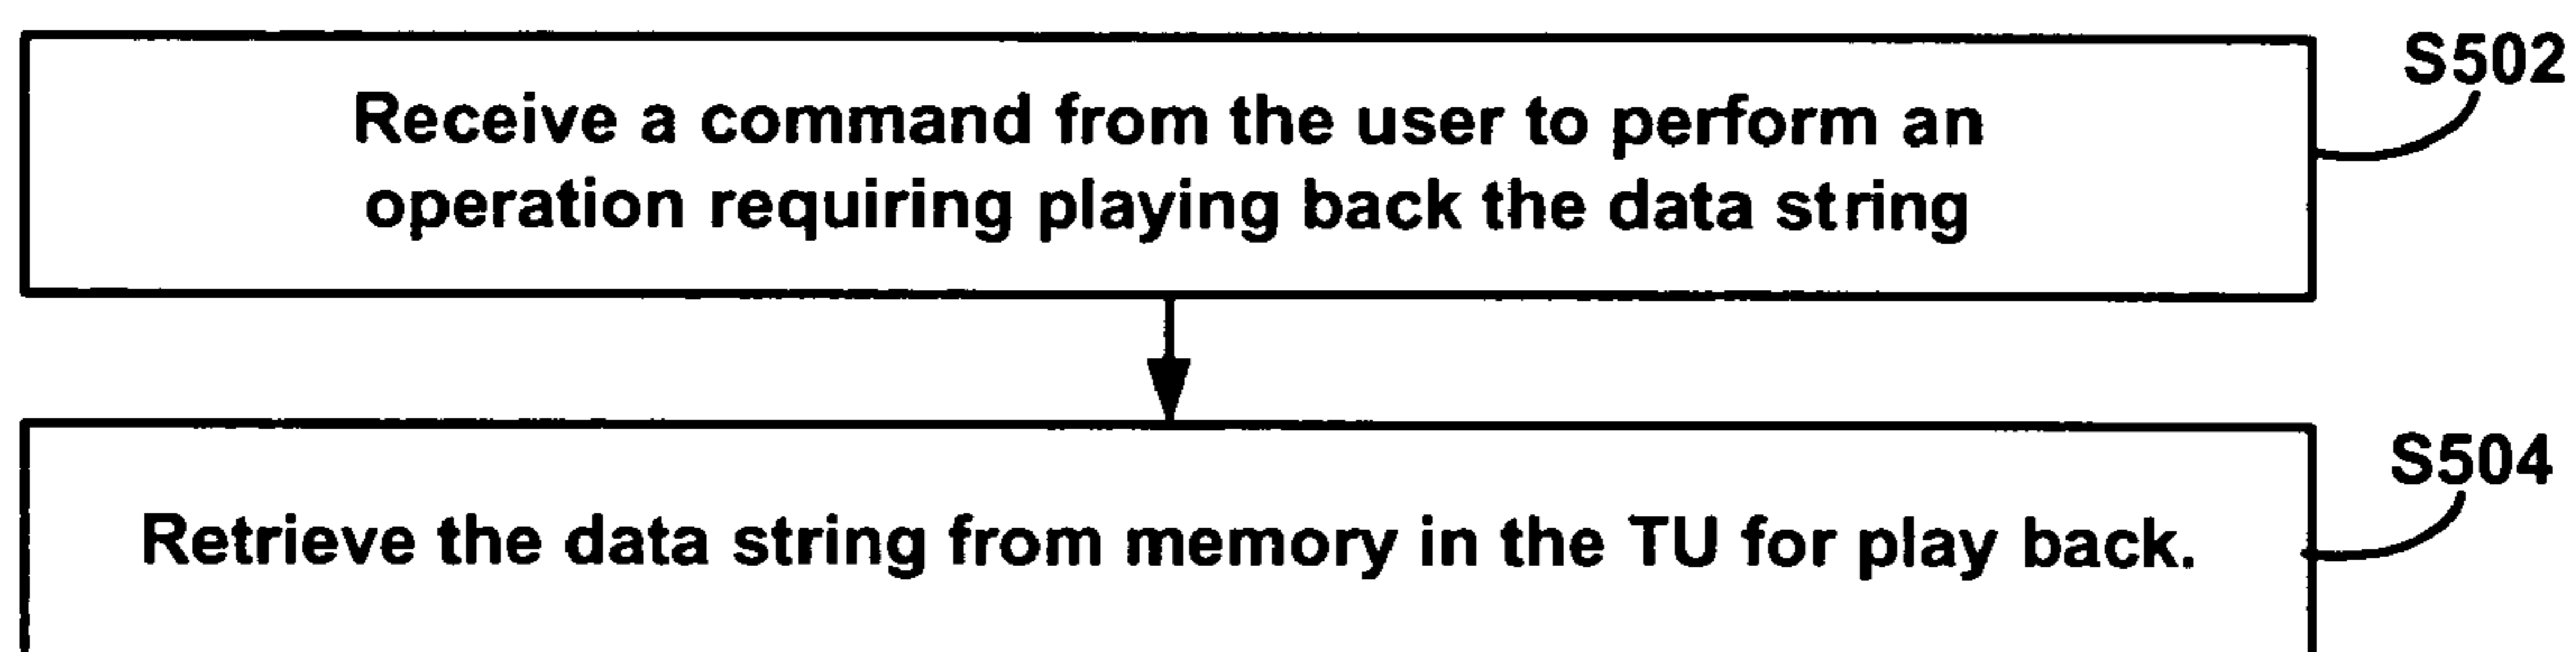 S502
Receive a command from the user to perform an
operation requiring playing back the data string
S504
Retrieve the data string from memory in the TU for play back.